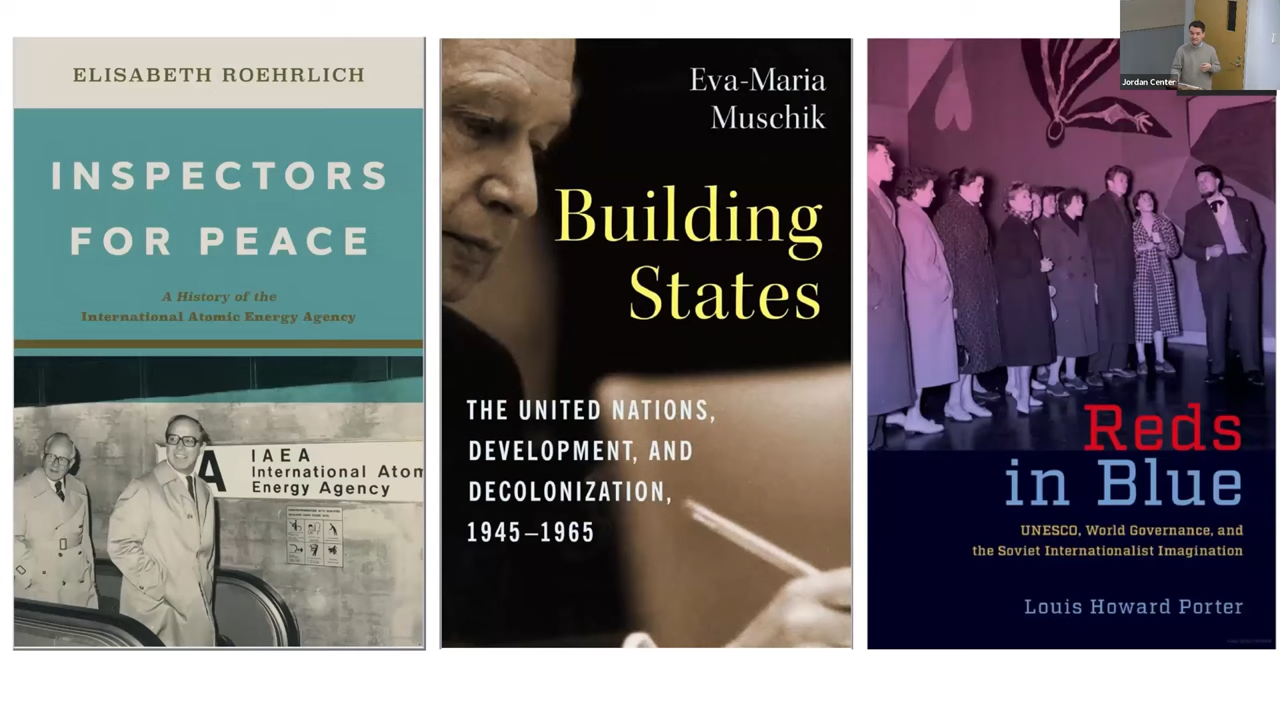 ELISABETH ROEHRLICH
INSPECTORS
FOR PEACE
A History of the
International Atomic Energy Agency
A
IAEA
International Atom
Energy Agency
Eva-Maria
Muschik
Building
States
THE UNITED NATIONS,
DEVELOPMENT, AND
DECOLONIZATION,
1945–1965
Reds
in Blue
UNESCO, World Governance, and
the Soviet Internationalist Imagination
Louis Howard Porter
Jordan Center